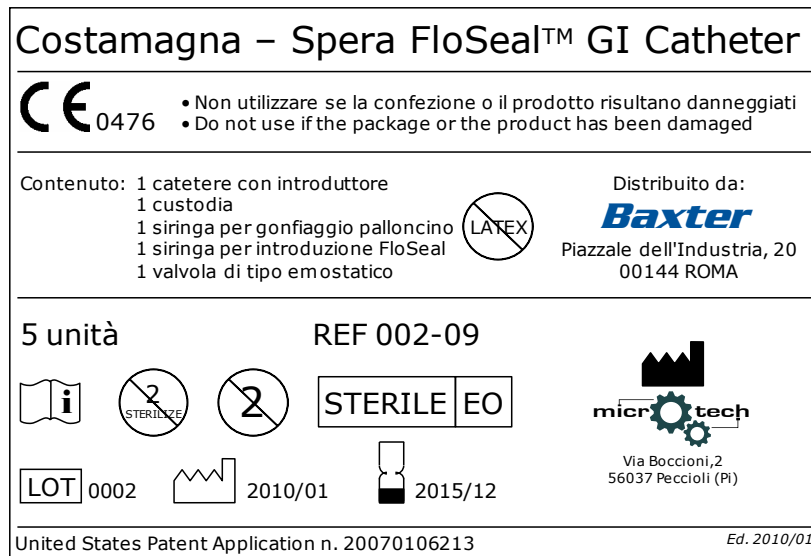 Costamagna – Spera FloSeal™ GI Catheter
CE 0476
• Non utilizzare se la confezione o il prodotto risultano danneggiati
• Do not use if the package or the product has been damaged
Contenuto: 1 catetere con introduttore
1 custodia
1 siringa per gonfiaggio palloncino
1 siringa per introduzione FloSeal
1 valvola di tipo emostatico
LATEX
Distribuito da:
Baxter
Piazzale dell'Industria, 20
00144 ROMA
5 unità
REF 002-09
i
2
STERILIZE
2
STERILE EO
microtech
Via Boccioni,2
56037 Peccioli (Pi)
LOT 0002
2010/01
2015/12
United States Patent Application n. 20070106213
Ed. 2010/01